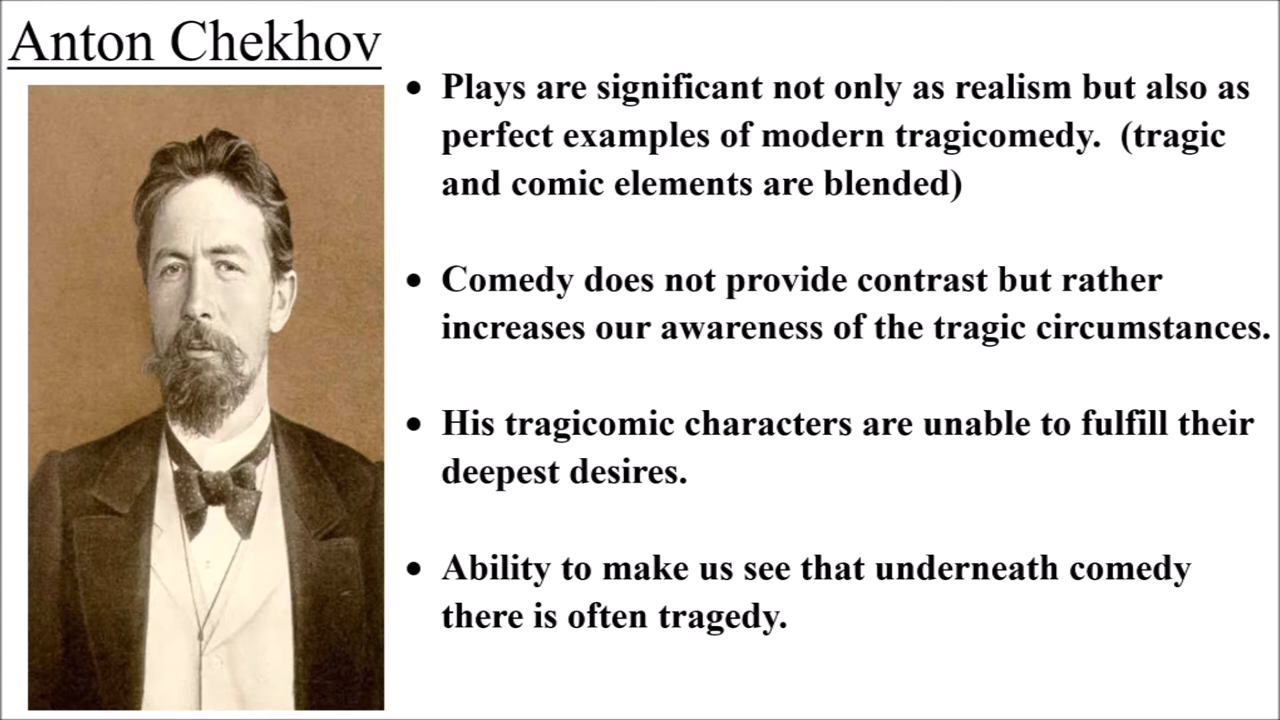 Anton Chekhov
• Plays are significant not only as realism but also as
perfect examples of modern tragicomedy.  (tragic
and comic elements are blended)
• Comedy does not provide contrast but rather
increases our awareness of the tragic circumstances.
• His tragicomic characters are unable to fulfill their
deepest desires.
• Ability to make us see that underneath comedy
there is often tragedy.